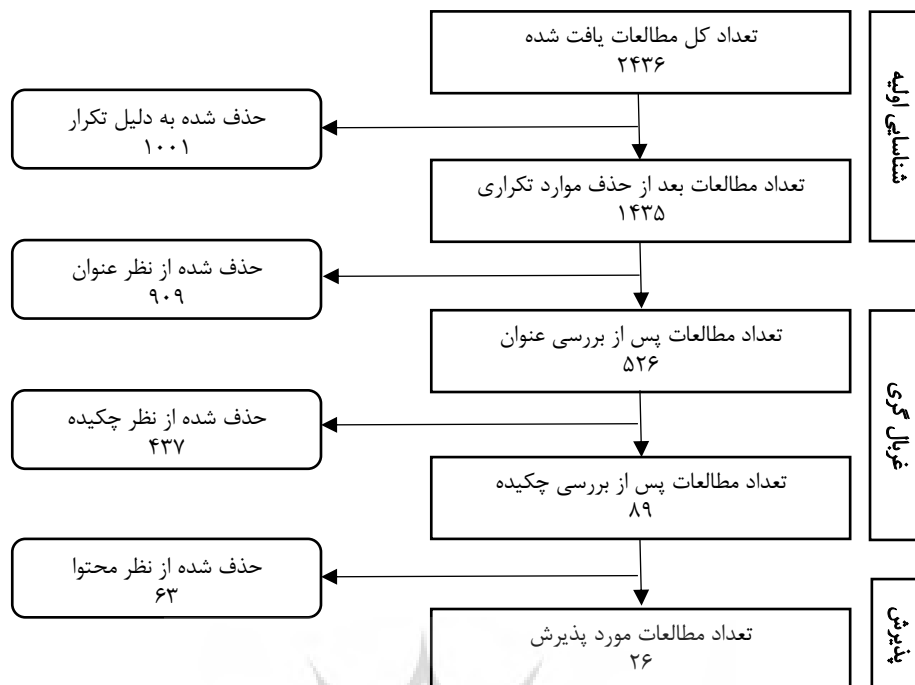 شناسایی اولیه
تعداد کل مطالعات یافت شده
۲۴۳۶
حذف شده به دلیل تکرار
۱۰۰۱
تعداد مطالعات بعد از حذف موارد تکراری
۱۴۳۵
حذف شده از نظر عنوان
۹۰۹
غربال گری
تعداد مطالعات پس از بررسی عنوان
۵۲۶
حذف شده از نظر چکیده
۴۳۷
تعداد مطالعات پس از بررسی چکیده
۸۹
حذف شده از نظر محتوا
۶۳
پذیرش
تعداد مطالعات مورد پذیرش
۲۶